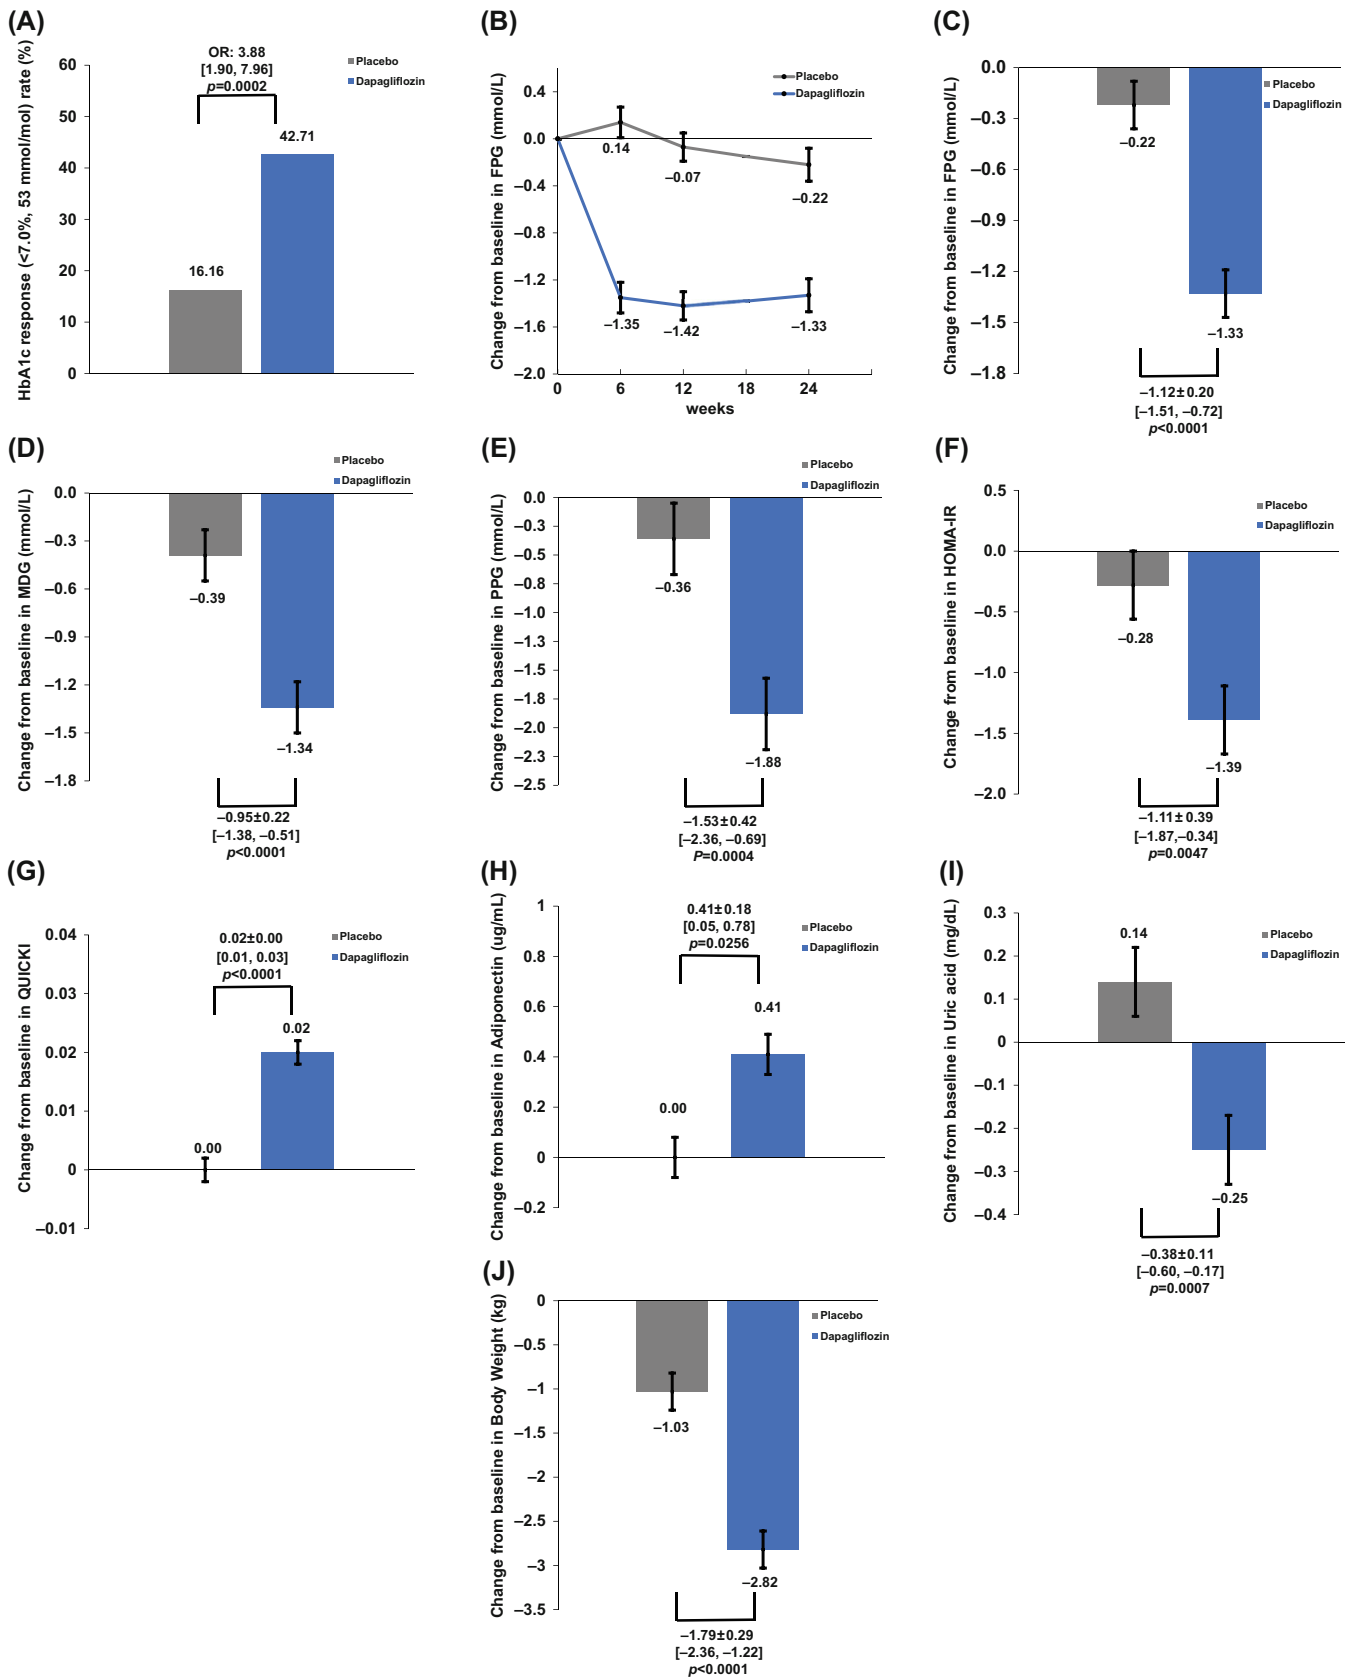 (A)
HbA1c response (<7.0%, 53 mmol/mol) rate (%)
60
50
40
30
20
10
0
OR: 3.88
[1.90, 7.96]
p=0.0002
16.16
42.71
Placebo
Dapagliflozin
(B)
Change from baseline in FPG (mmol/L)
0.4
0.0
−0.4
−0.8
−1.2
−1.6
−2.0
Placebo
Dapagliflozin
0.14
−0.07
−0.22
−1.35
−1.42
−1.33
0
6
12
24
weeks
(C)
Change from baseline in FPG (mmol/L)
0.0
−0.3
−0.6
−0.9
−1.2
−1.5
−1.8
Placebo
Dapagliflozin
−0.22
−1.33
−1.12±0.20
[−1.51, −0.72]
p<0.0001
(D)
Change from baseline in MDG (mmol/L)
0.0
−0.3
−0.6
−0.9
−1.2
−1.5
−1.8
Placebo
Dapagliflozin
−0.39
−1.34
−0.95±0.22
[−1.38, −0.51]
p<0.0001
(E)
Change from baseline in PPG (mmol/L)
0.0
−0.3
−0.5
−0.8
−1.0
−1.3
−1.5
−1.8
−2.0
−2.3
−2.5
Placebo
Dapagliflozin
−0.36
−1.88
−1.53±0.42
[−2.36, −0.69]
P=0.0004
(F)
Change from baseline in HOMA-IR
0.5
0.0
−0.5
−1.0
−1.5
−2.0
Placebo
Dapagliflozin
−0.28
−1.39
−1.11±0.39
[−1.87,−0.34]
p=0.0047
(G)
Change from baseline in QUICKI
0.04
0.03
0.02
0.01
0
−0.01
0.02±0.00
[0.01, 0.03]
p<0.0001
0.00
0.02
Placebo
Dapagliflozin
(H)
Change from baseline in Adiponectin (ug/mL)
1
0.8
0.6
0.4
0.2
0
−0.2
0.41±0.18
[0.05, 0.78]
p=0.0256
0.00
0.41
Placebo
Dapagliflozin
(I)
Change from baseline in Uric acid (mg/dL)
0.3
0.2
0.1
0
−0.1
−0.2
−0.3
−0.4
0.14
−0.25
Placebo
Dapagliflozin
−0.38±0.11
[−0.60, −0.17]
p=0.0007
(J)
Change from baseline in Body Weight (kg)
0
−0.5
−1
−1.5
−2
−2.5
−3
−3.5
Placebo
Dapagliflozin
−1.03
−2.82
−1.79±0.29
[−2.36, −1.22]
p<0.0001